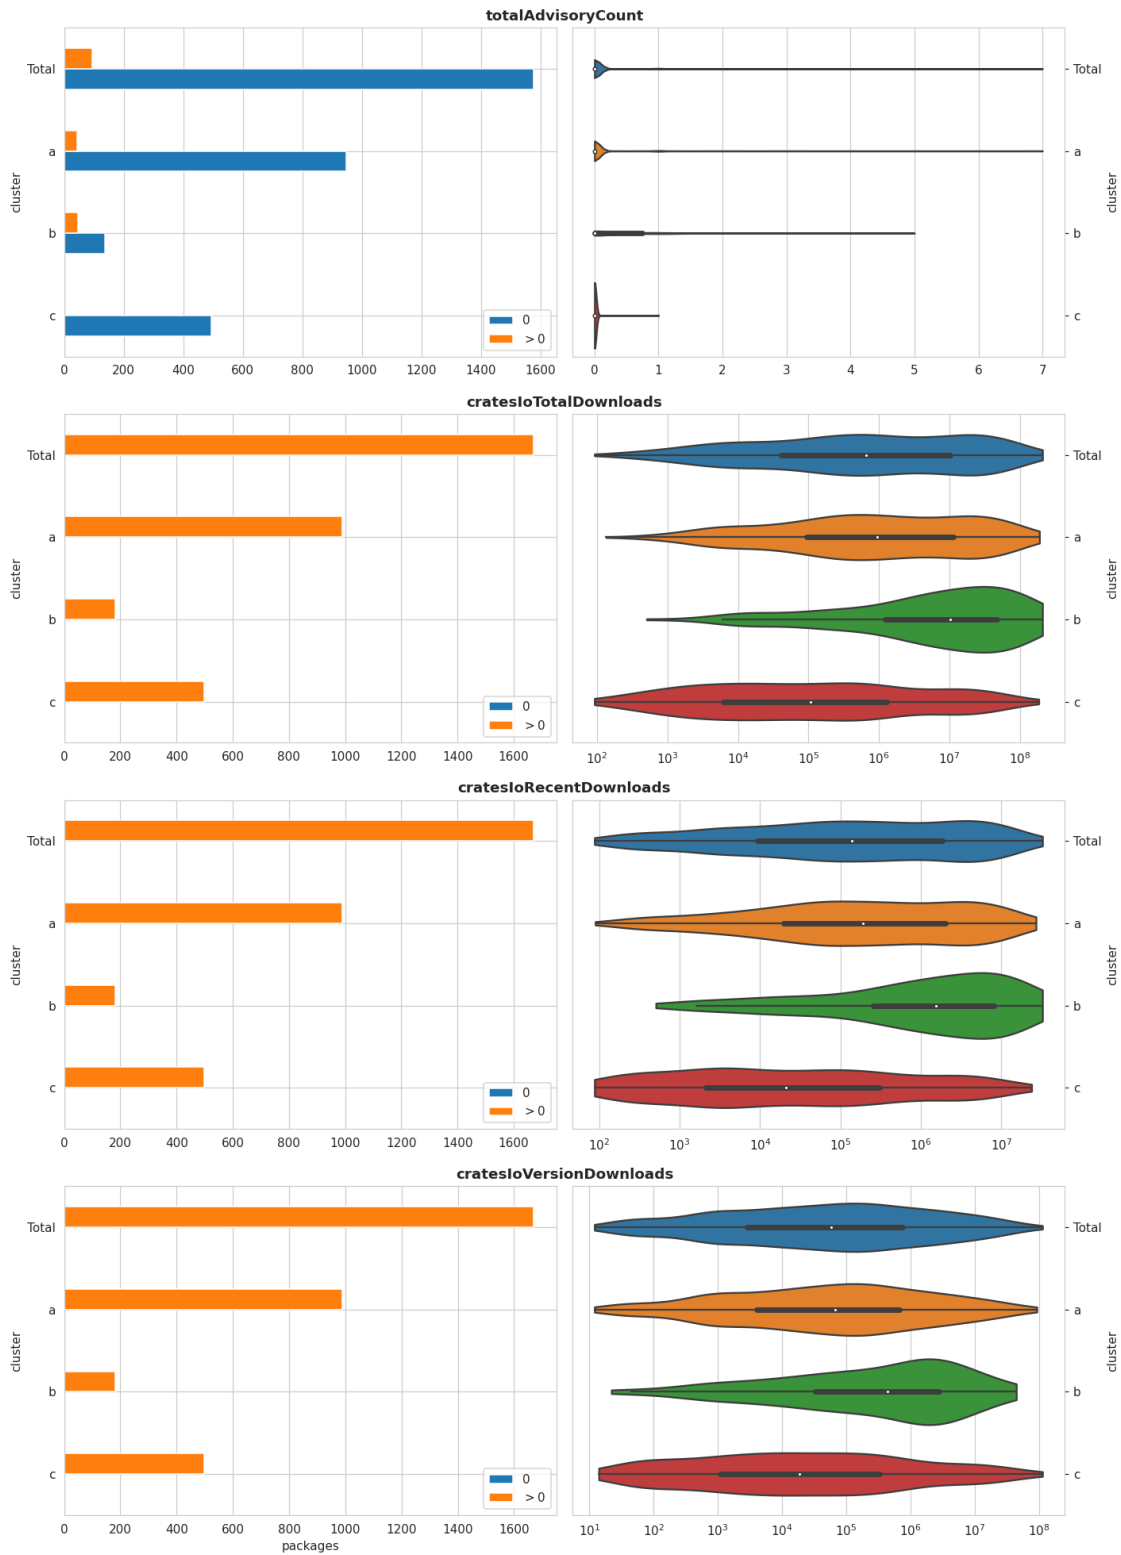 totalAdvisoryCount
cluster
Total
a
b
c
0
> 0
0 200 400 600 800 1000 1200 1400 1600
Total
a
b
c
cluster
0 1 2 3 4 5 6 7
cratesIoTotalDownloads
cluster
Total
a
b
c
0
> 0
0 200 400 600 800 1000 1200 1400 1600
Total
a
b
c
cluster
10² 10³ 10⁴ 10⁵ 10⁶ 10⁷ 10⁸
cratesIoRecentDownloads
cluster
Total
a
b
c
0
> 0
0 200 400 600 800 1000 1200 1400 1600
Total
a
b
c
cluster
10² 10³ 10⁴ 10⁵ 10⁶ 10⁷
cratesIoVersionDownloads
cluster
Total
a
b
c
0
> 0
0 200 400 600 800 1000 1200 1400 1600
packages
Total
a
b
c
cluster
10¹ 10² 10³ 10⁴ 10⁵ 10⁶ 10⁷ 10⁸